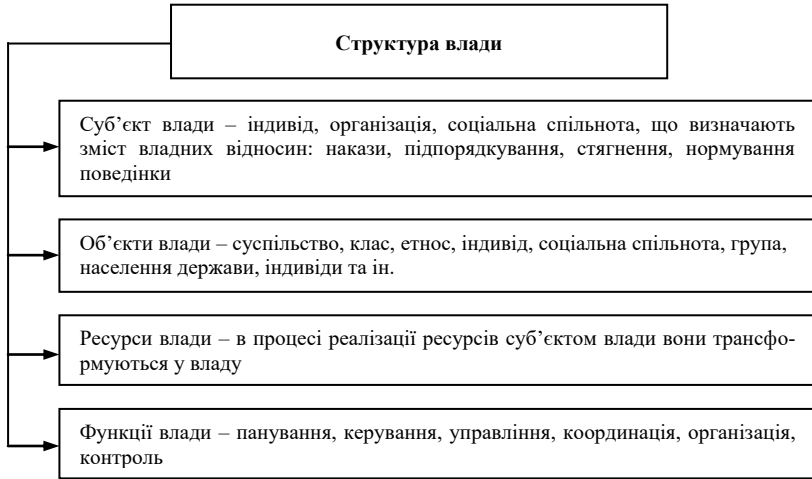 Структура влади
Суб’єкт влади – індивід, організація, соціальна спільнота, що визначають
зміст владних відносин: накази, підпорядкування, стягнення, нормування
поведінки
Об’єкти влади – суспільство, клас, етнос, індивід, соціальна спільнота, група,
населення держави, індивіди та ін.
Ресурси влади – в процесі реалізації ресурсів суб’єктом влади вони трансфо-
рмуються у владу
Функції влади – панування, керування, управління, координація, організація,
контроль